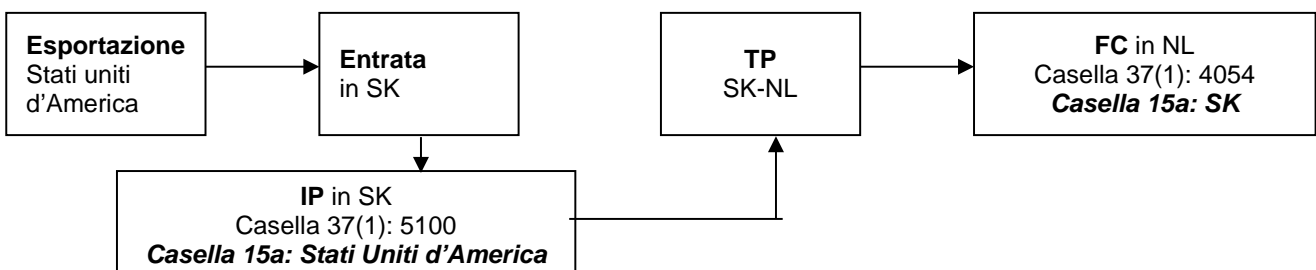 Esportazione
Stati uniti
d'America
Entrata
in SK
TP
SK-NL
FC in NL
Casella 37(1): 4054
Casella 15a: SK
IP in SK
Casella 37(1): 5100
Casella 15a: Stati Uniti d'America